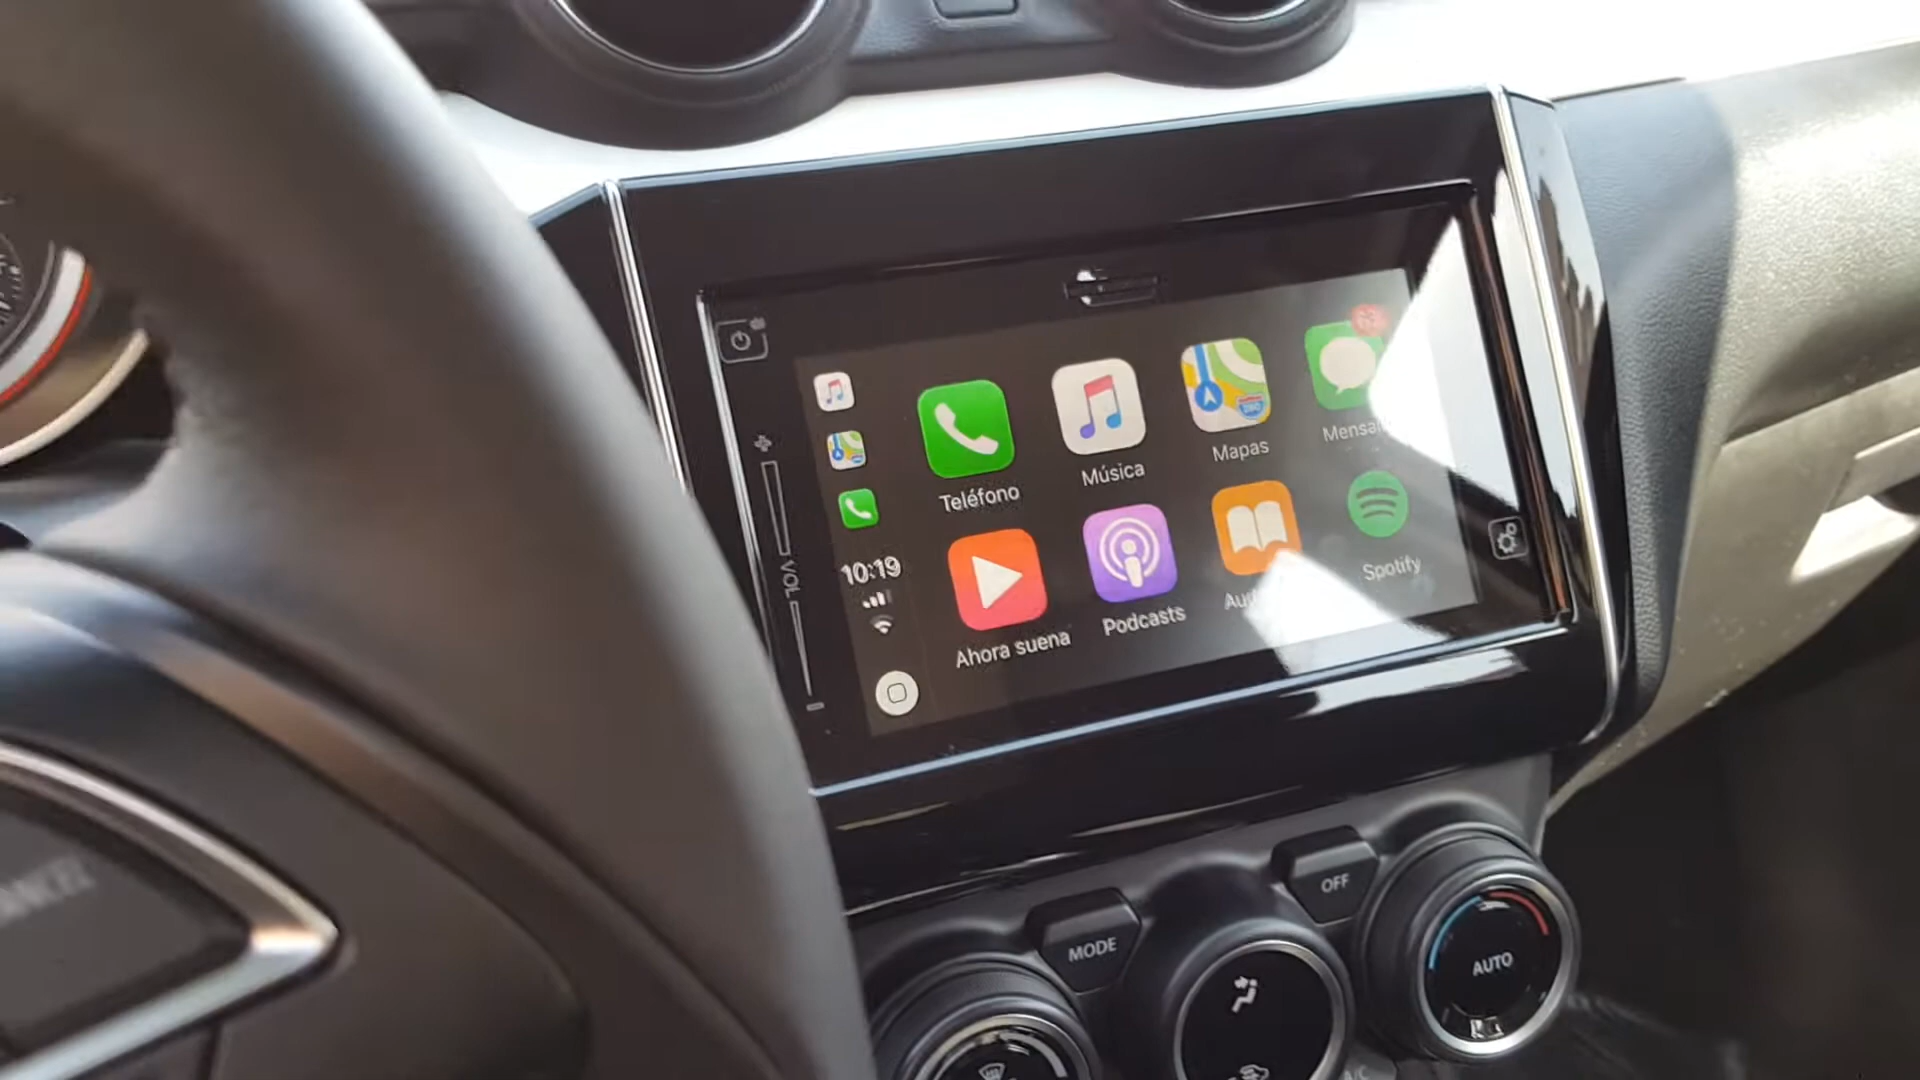 Teléfono
Música
Mapas
10:19
VOL
Ahora suena
Podcasts
Spotify
OFF
MODE
AUTO
A/C